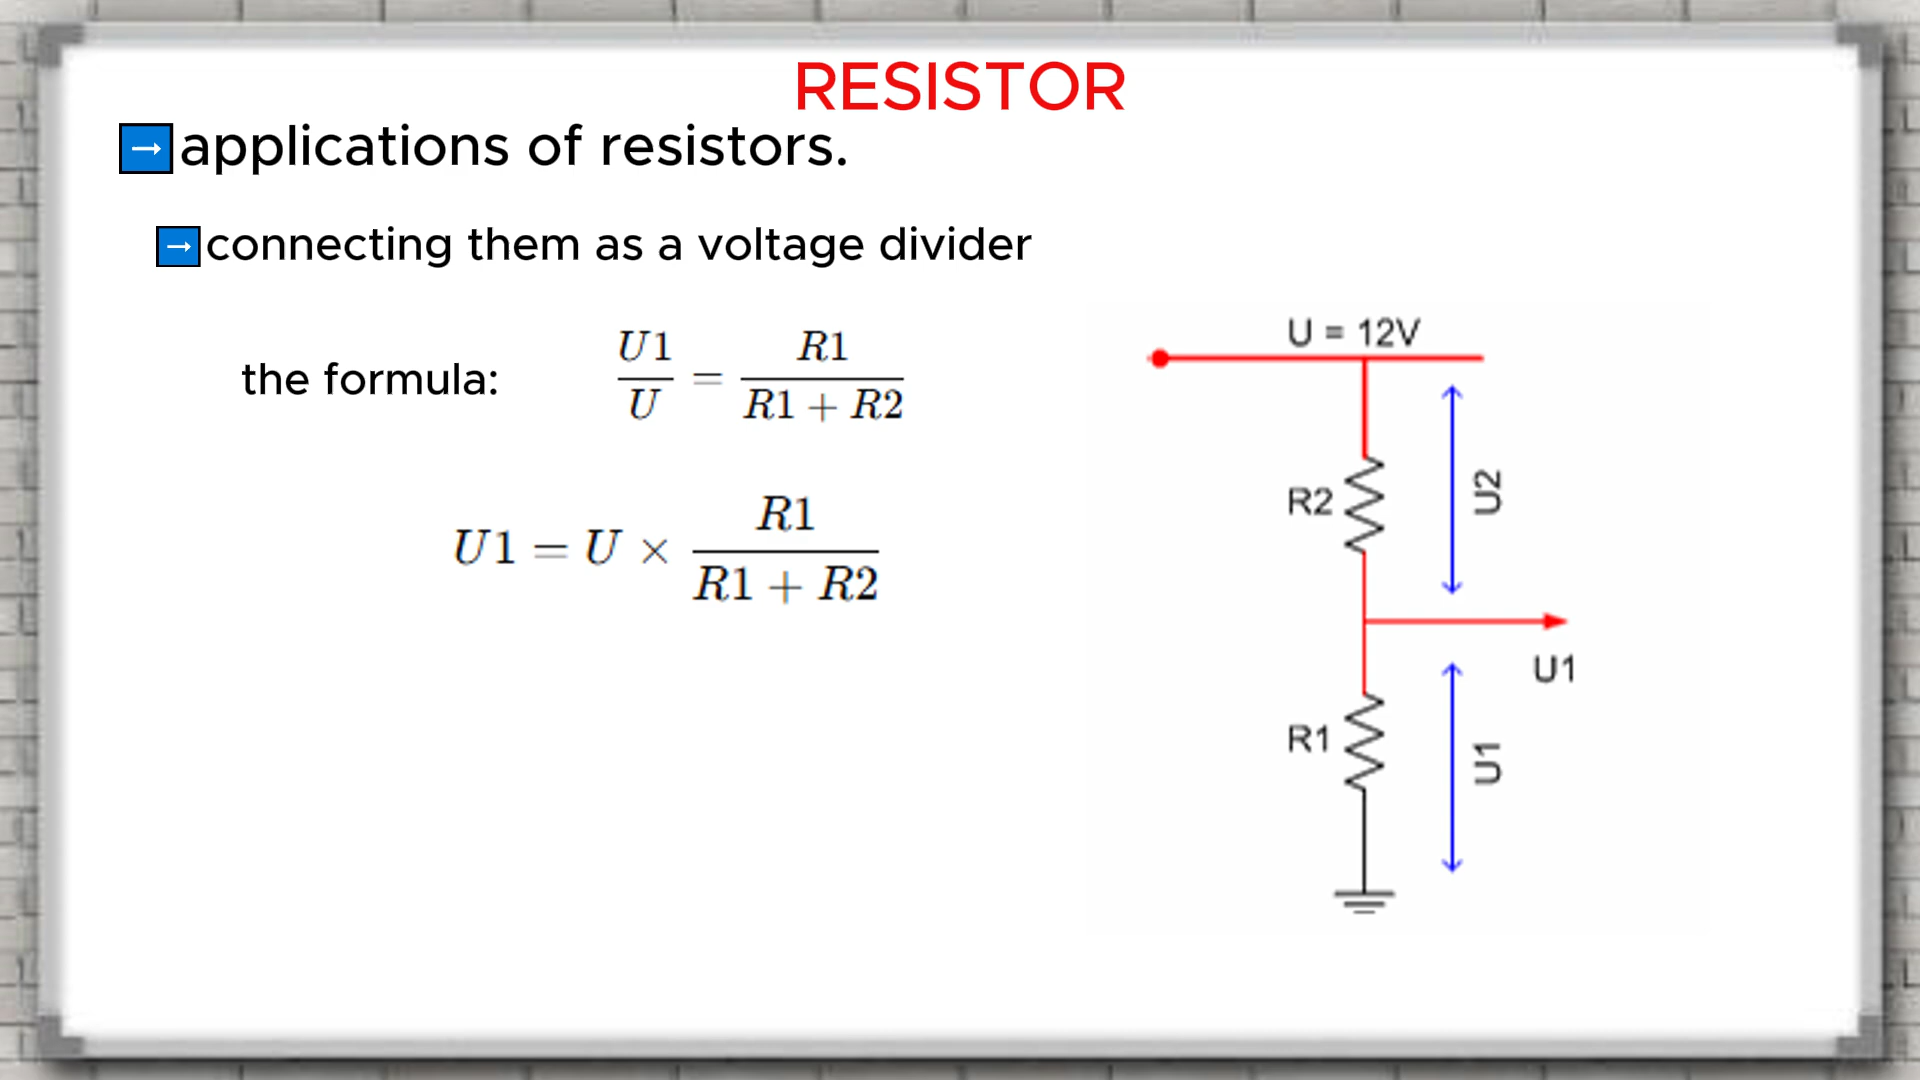 RESISTOR
→ applications of resistors.
→ connecting them as a voltage divider
the formula: U1/U = R1/(R1 + R2)
U1 = U × R1/(R1 + R2)
U = 12V
R2
U2
U1
R1
U1